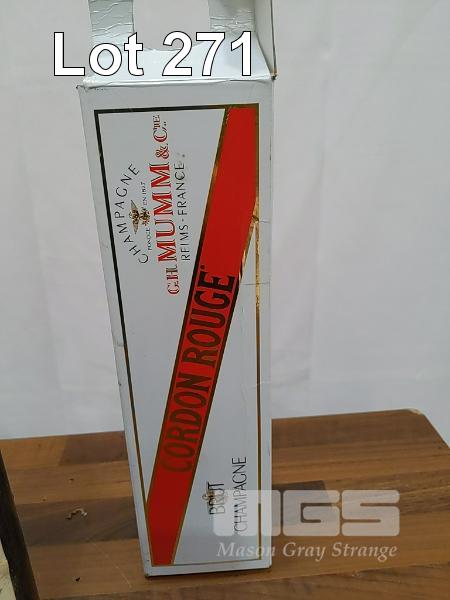 Lot 271
CHAMPAGNE
FONDÉE EN 1827
G.H. MUMM & CIE
REIMS - FRANCE
CORDON ROUGE
BRUT
CHAMPAGNE
MGS
Mason Gray Strange